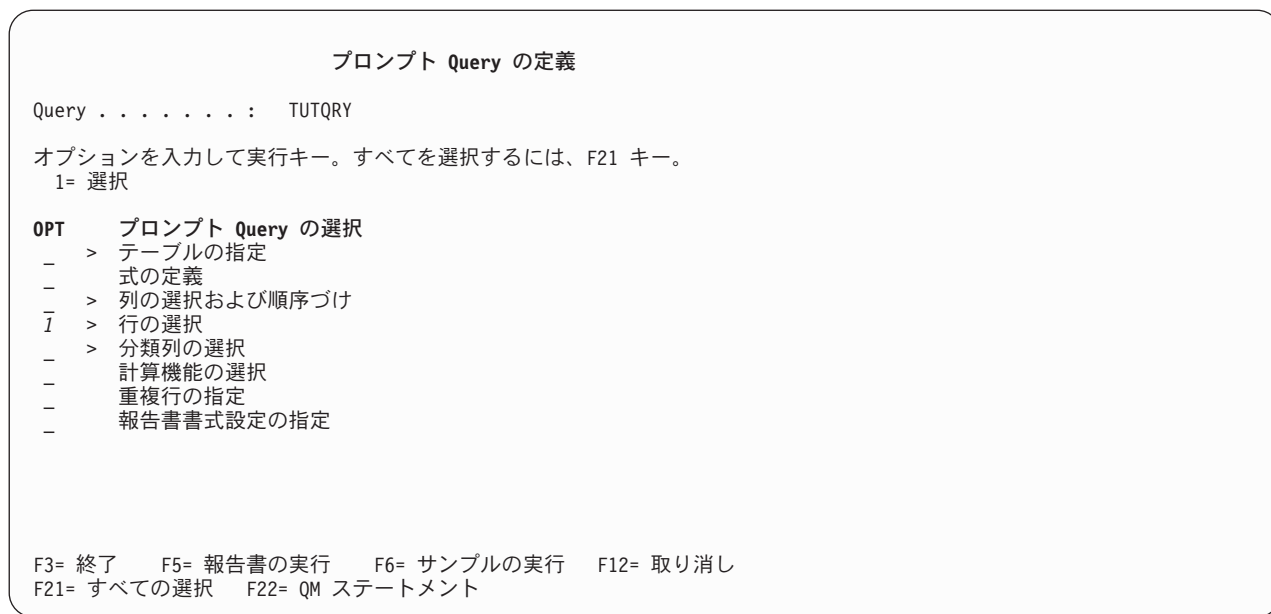 プロンプト Query の定義
Query . . . . . . . :   TUTQRY
オプションを入力して実行キー。すべてを選択するには、F21 キー。
1= 選択
OPT   プロンプト Query の選択
_ > テーブルの指定
_   式の定義
_ > 列の選択および順序づけ
1 > 行の選択
_ > 分類列の選択
_   計算機能の選択
_   重複行の指定
_   報告書書式設定の指定
F3= 終了   F5= 報告書の実行   F6= サンプルの実行   F12= 取り消し
F21= すべての選択   F22= QM ステートメント